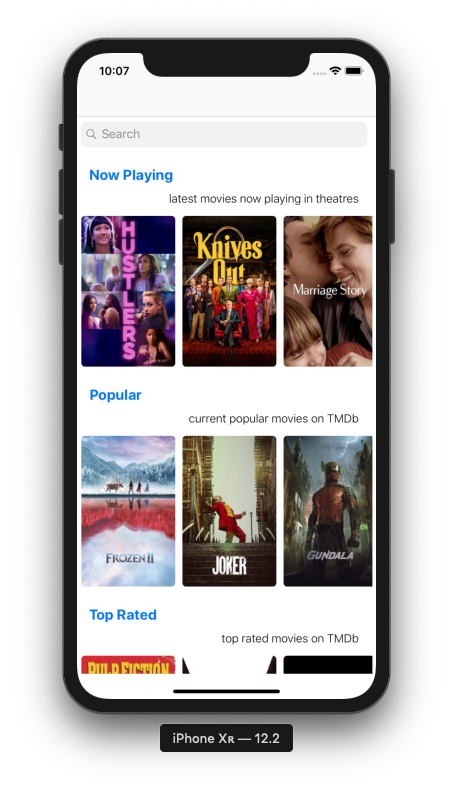 10:07
Search
Now Playing
latest movies now playing in theatres
HUSTLERS
Knives
Out
Marriage Story
Popular
current popular movies on TMDb
FROZEN II
JOKER
GUNDALA
Top Rated
top rated movies on TMDb
PULP FICTION
iPhone XR — 12.2